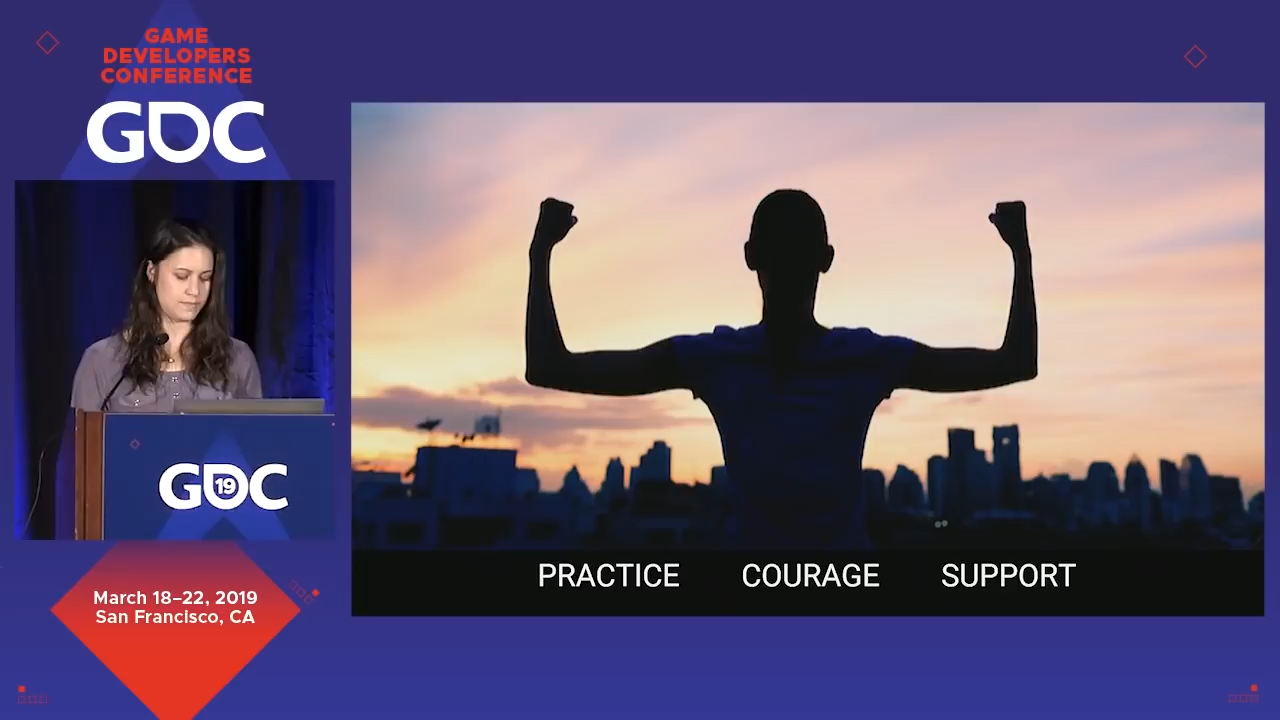 GAME
DEVELOPERS
CONFERENCE
GDC
GDC
19
March 18–22, 2019
San Francisco, CA
PRACTICE COURAGE SUPPORT